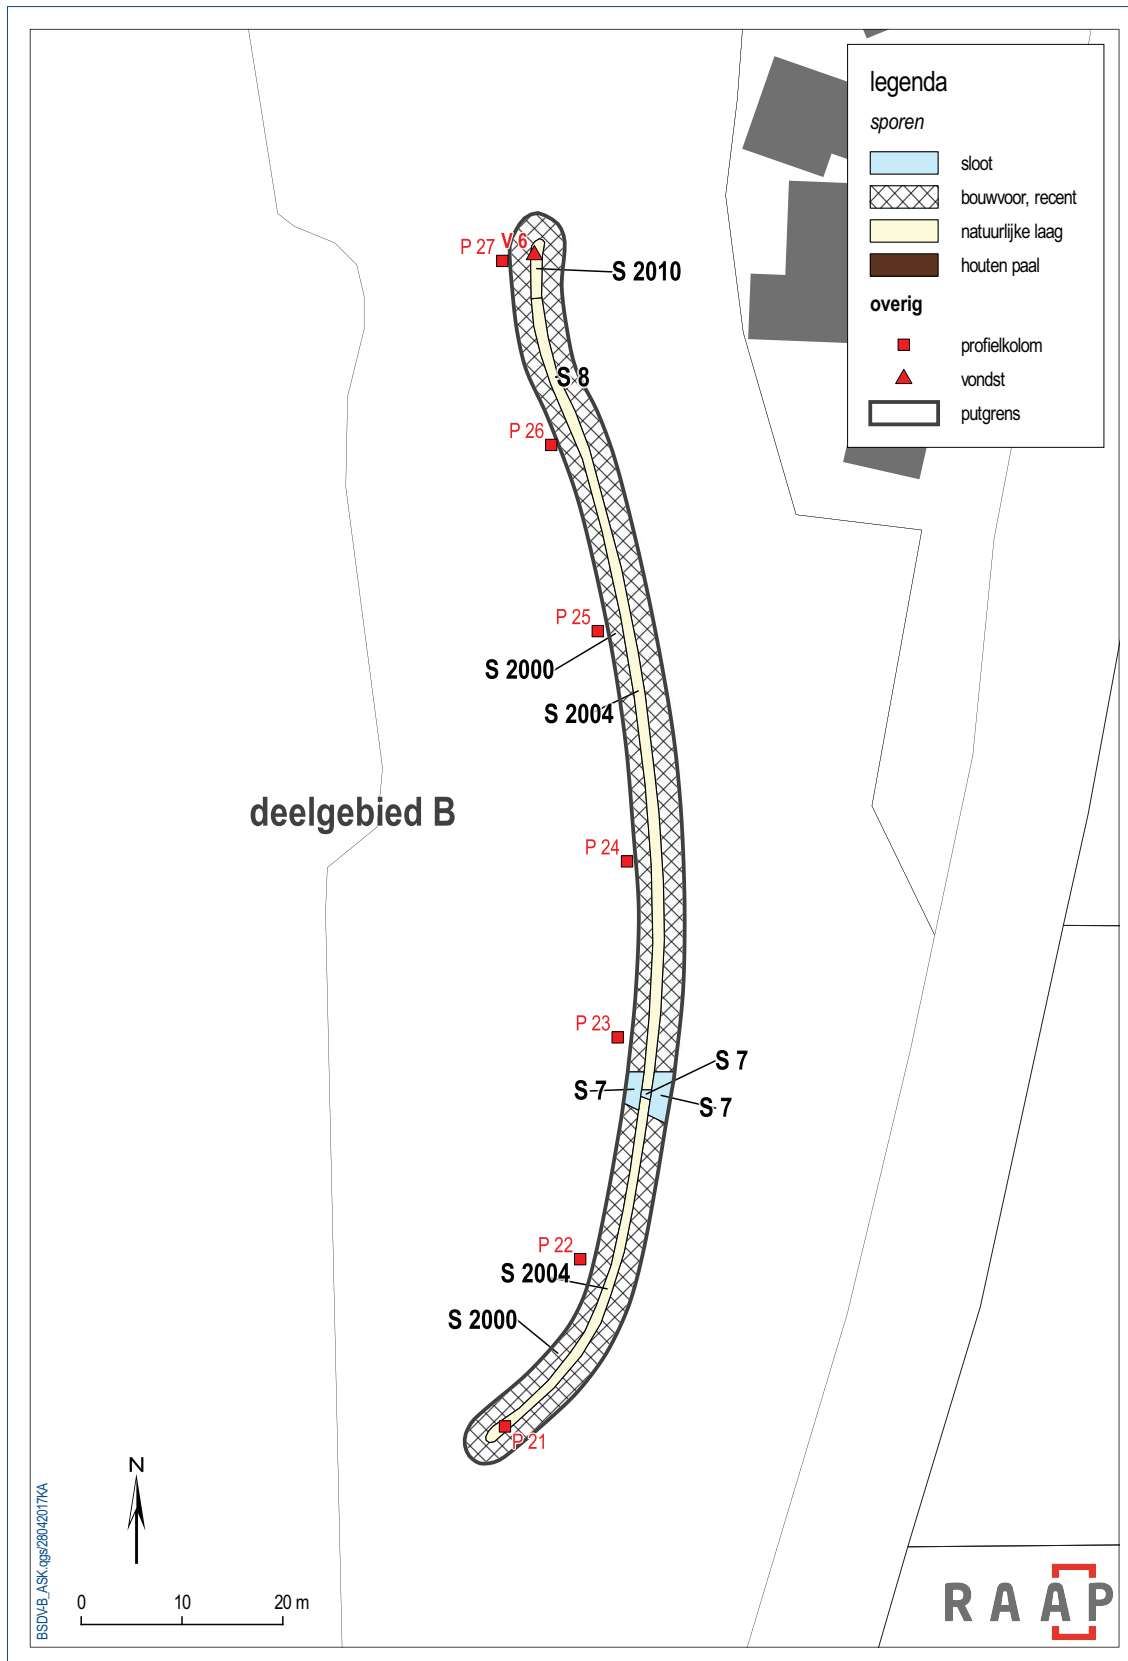 legenda
sporen
sloot
bouwvoor, recent
natuurlijke laag
houten paal
overig
profielkolom
vondst
putgrens
P 27
V 6
S 2010
S 8
P 26
P 25
S 2000
S 2004
deelgebied B
P 24
P 23
S 7
S 7
S 7
P 22
S 2004
S 2000
P 21
N
0 10 20 m
BSDV-B_ASK.qgs/28042017KA
RAAP